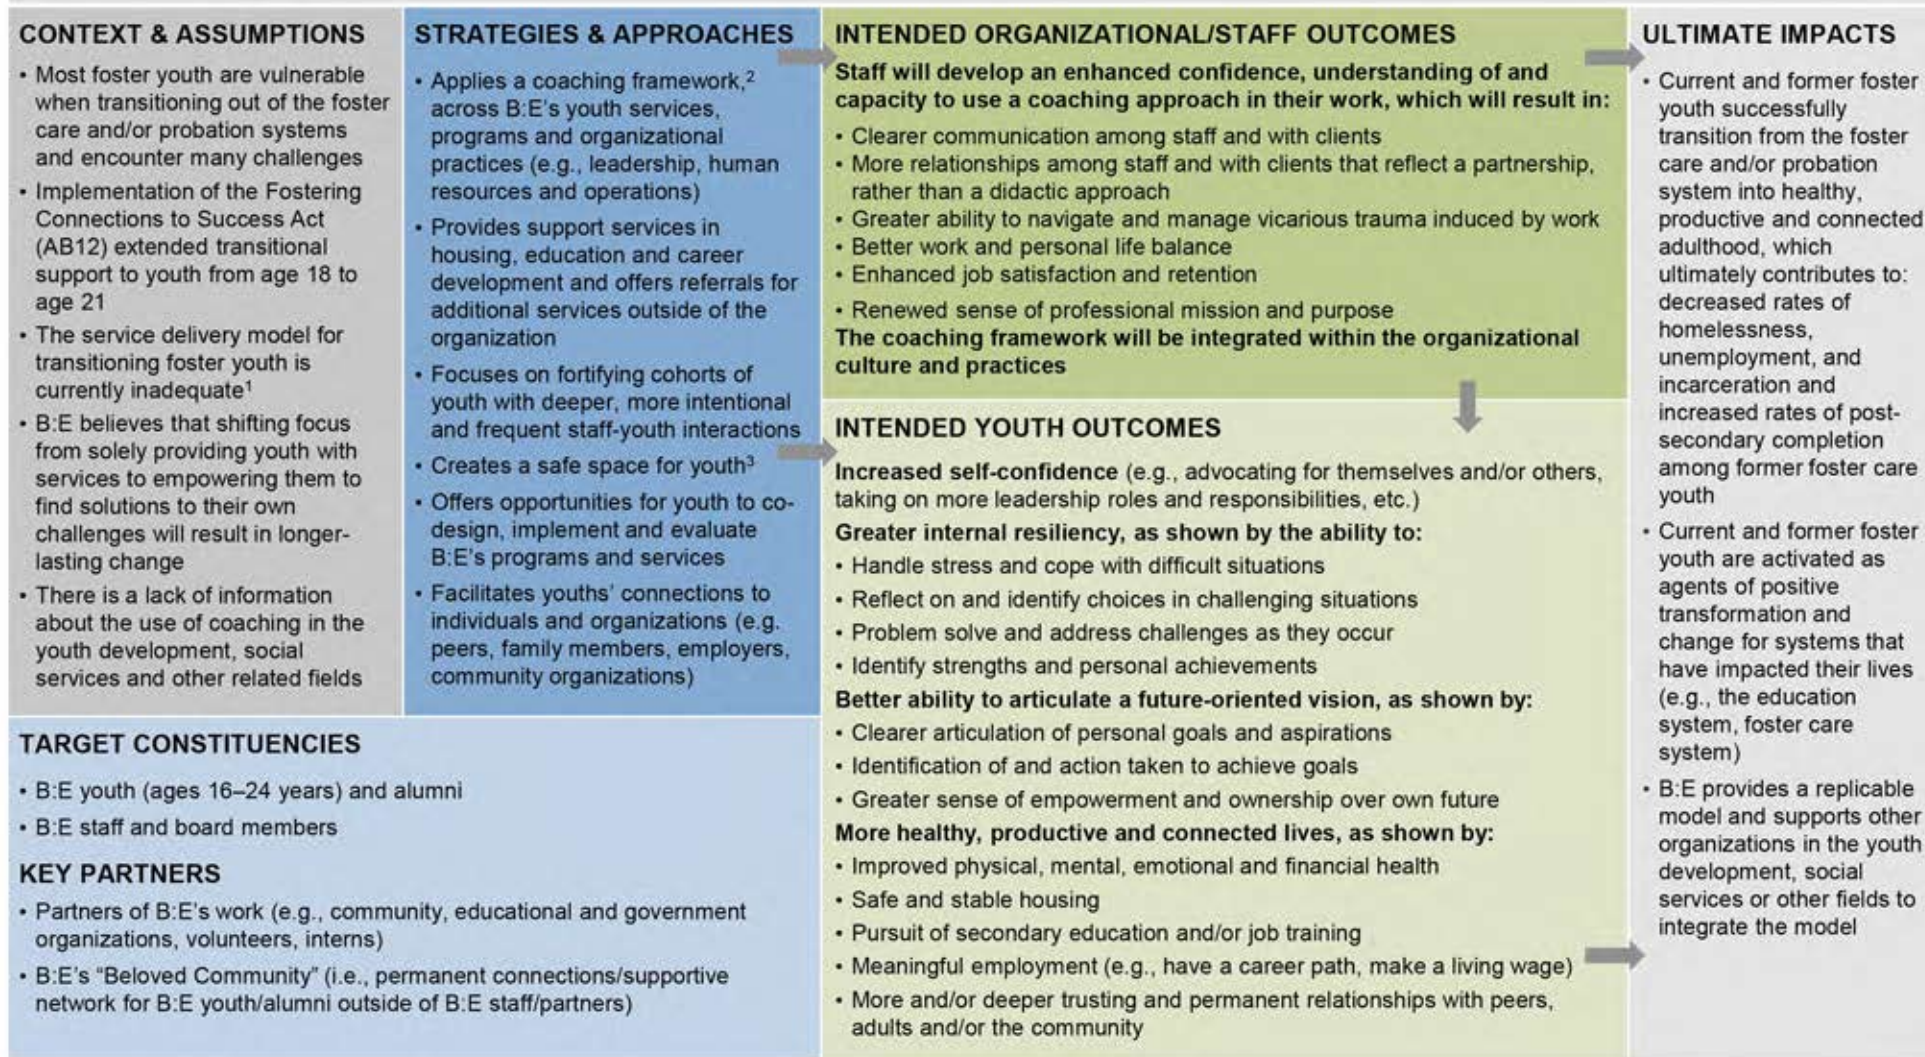 CONTEXT & ASSUMPTIONS
• Most foster youth are vulnerable
when transitioning out of the foster
care and/or probation systems
and encounter many challenges
• Implementation of the Fostering
Connections to Success Act
(AB12) extended transitional
support to youth from age 18 to
age 21
• The service delivery model for
transitioning foster youth is
currently inadequate¹
• B:E believes that shifting focus
from solely providing youth with
services to empowering them to
find solutions to their own
challenges will result in longer-
lasting change
• There is a lack of information
about the use of coaching in the
youth development, social
services and other related fields
STRATEGIES & APPROACHES
• Applies a coaching framework,²
across B:E's youth services,
programs and organizational
practices (e.g., leadership, human
resources and operations)
• Provides support services in
housing, education and career
development and offers referrals for
additional services outside of the
organization
• Focuses on fortifying cohorts of
youth with deeper, more intentional
and frequent staff-youth interactions
• Creates a safe space for youth³
• Offers opportunities for youth to co-
design, implement and evaluate
B:E's programs and services
• Facilitates youths' connections to
individuals and organizations (e.g.
peers, family members, employers,
community organizations)
TARGET CONSTITUENCIES
• B:E youth (ages 16–24 years) and alumni
• B:E staff and board members
KEY PARTNERS
• Partners of B:E's work (e.g., community, educational and government
organizations, volunteers, interns)
• B:E's “Beloved Community” (i.e., permanent connections/supportive
network for B:E youth/alumni outside of B:E staff/partners)
INTENDED ORGANIZATIONAL/STAFF OUTCOMES
Staff will develop an enhanced confidence, understanding of and
capacity to use a coaching approach in their work, which will result in:
• Clearer communication among staff and with clients
• More relationships among staff and with clients that reflect a partnership,
rather than a didactic approach
• Greater ability to navigate and manage vicarious trauma induced by work
• Better work and personal life balance
• Enhanced job satisfaction and retention
• Renewed sense of professional mission and purpose
The coaching framework will be integrated within the organizational
culture and practices
INTENDED YOUTH OUTCOMES
Increased self-confidence (e.g., advocating for themselves and/or others,
taking on more leadership roles and responsibilities, etc.)
Greater internal resiliency, as shown by the ability to:
• Handle stress and cope with difficult situations
• Reflect on and identify choices in challenging situations
• Problem solve and address challenges as they occur
• Identify strengths and personal achievements
Better ability to articulate a future-oriented vision, as shown by:
• Clearer articulation of personal goals and aspirations
• Identification of and action taken to achieve goals
• Greater sense of empowerment and ownership over own future
More healthy, productive and connected lives, as shown by:
• Improved physical, mental, emotional and financial health
• Safe and stable housing
• Pursuit of secondary education and/or job training
• Meaningful employment (e.g., have a career path, make a living wage)
• More and/or deeper trusting and permanent relationships with peers,
adults and/or the community
ULTIMATE IMPACTS
• Current and former foster
youth successfully
transition from the foster
care and/or probation
system into healthy,
productive and connected
adulthood, which
ultimately contributes to:
decreased rates of
homelessness,
unemployment, and
incarceration and
increased rates of post-
secondary completion
among former foster care
youth
• Current and former foster
youth are activated as
agents of positive
transformation and
change for systems that
have impacted their lives
(e.g., the education
system, foster care
system)
• B:E provides a replicable
model and supports other
organizations in the youth
development, social
services or other fields to
integrate the model